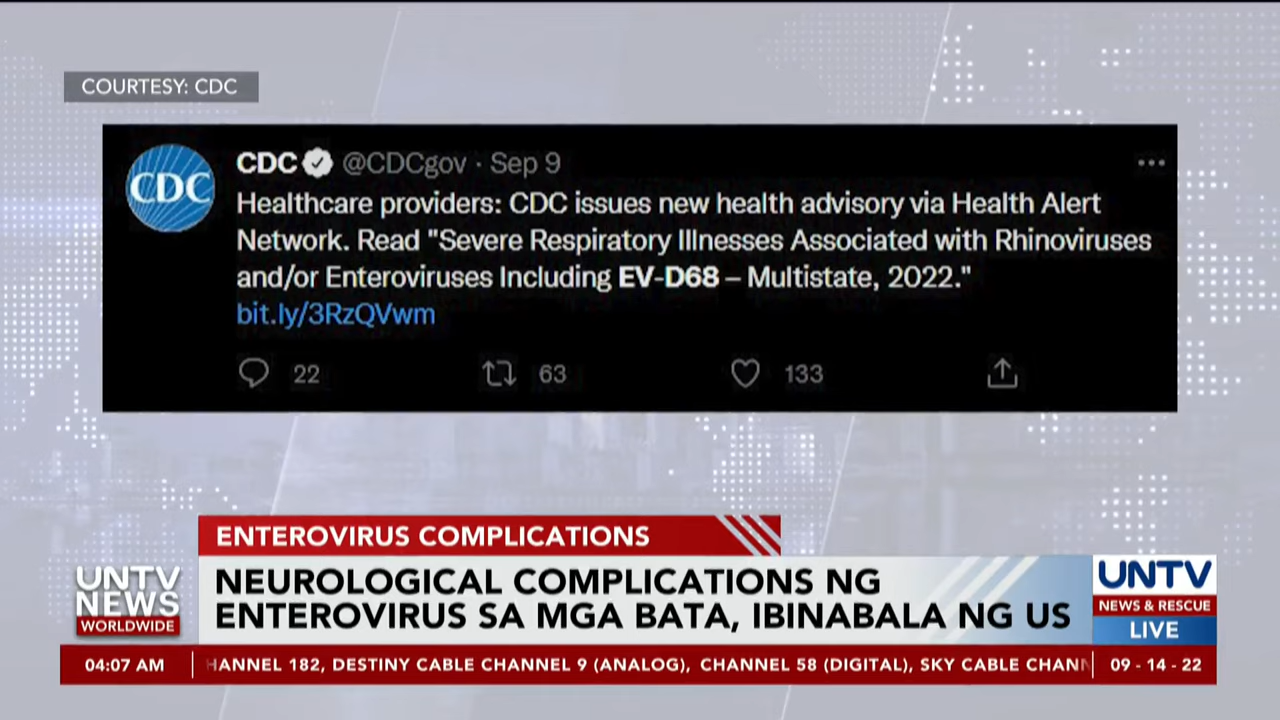 COURTESY: CDC
CDC
CDC @CDCgov · Sep 9
Healthcare providers: CDC issues new health advisory via Health Alert
Network. Read "Severe Respiratory Illnesses Associated with Rhinoviruses
and/or Enteroviruses Including EV-D68 – Multistate, 2022."
bit.ly/3RzQVwm
22 63 133
ENTEROVIRUS COMPLICATIONS
UNTV
NEWS
WORLDWIDE
NEUROLOGICAL COMPLICATIONS NG
ENTEROVIRUS SA MGA BATA, IBINABALA NG US
UNTV
NEWS & RESCUE
LIVE
04:07 AM HANNEL 182, DESTINY CABLE CHANNEL 9 (ANALOG), CHANNEL 58 (DIGITAL), SKY CABLE CHANN 09 - 14 - 22